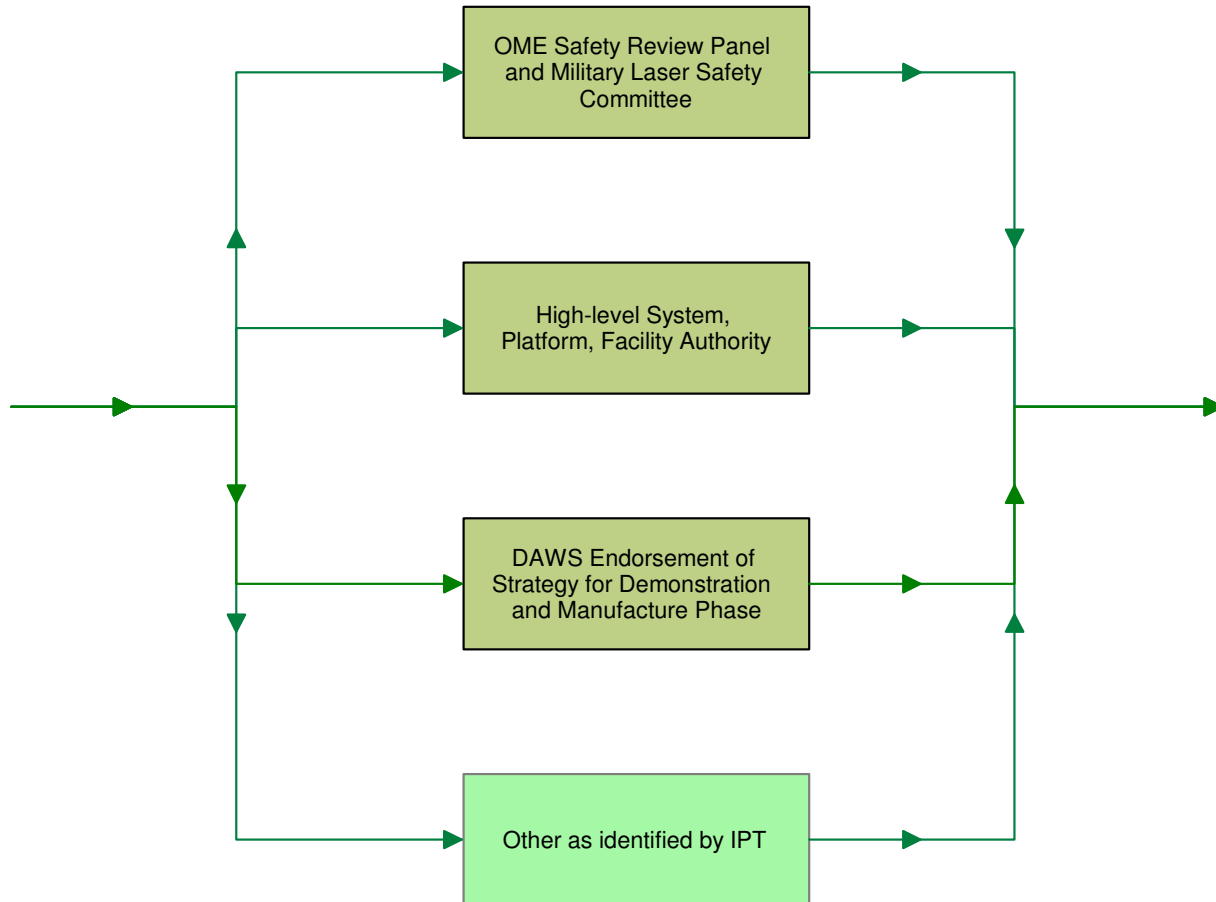 OME Safety Review Panel
and Military Laser Safety
Committee
High-level System,
Platform, Facility Authority
DAWS Endorsement of
Strategy for Demonstration
and Manufacture Phase
Other as identified by IPT